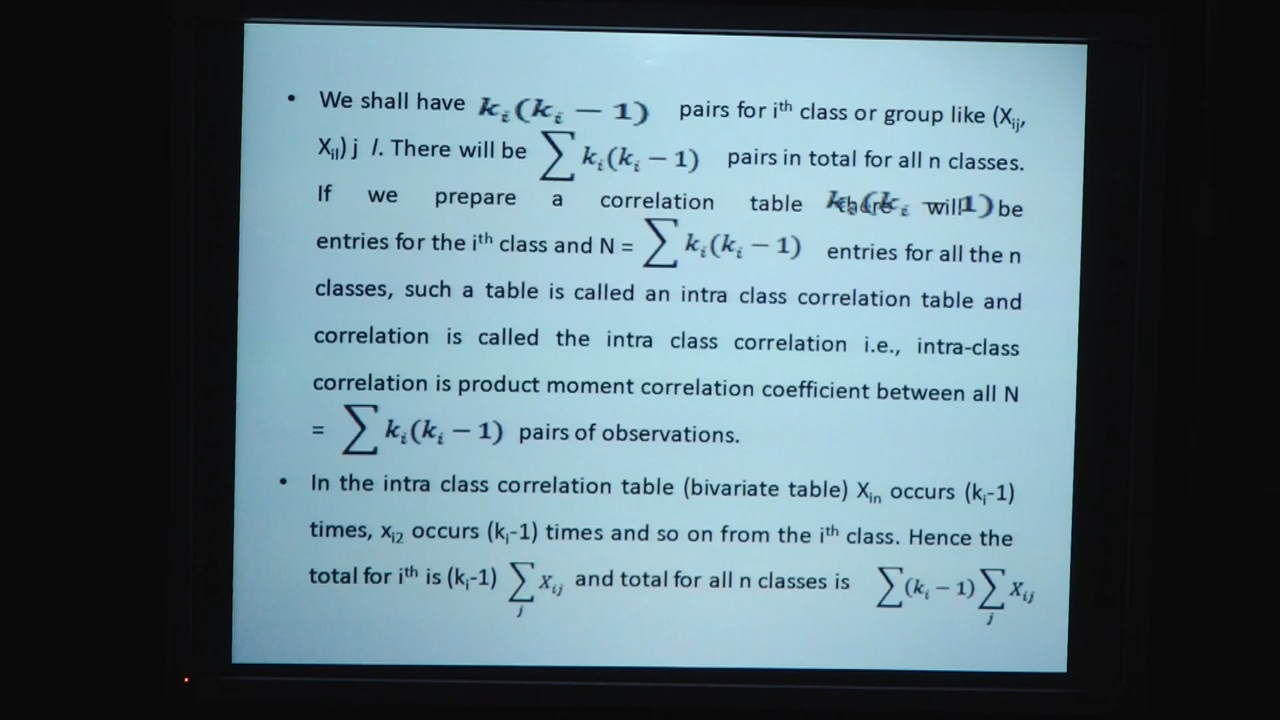 • We shall have kᵢ(kᵢ − 1) pairs for iᵗʰ class or group like (Xᵢⱼ,
Xᵢₗ) j l. There will be ∑ kᵢ(kᵢ − 1) pairs in total for all n classes.
If we prepare a correlation table there will kᵢ(kᵢ − 1) be
entries for the iᵗʰ class and N = ∑ kᵢ(kᵢ − 1) entries for all the n
classes, such a table is called an intra class correlation table and
correlation is called the intra class correlation i.e., intra-class
correlation is product moment correlation coefficient between all N
= ∑ kᵢ(kᵢ − 1) pairs of observations.
• In the intra class correlation table (bivariate table) Xᵢₙ occurs (kᵢ-1)
times, xᵢ₂ occurs (kᵢ-1) times and so on from the iᵗʰ class. Hence the
total for iᵗʰ is (kᵢ-1) ∑ⱼ Xᵢⱼ and total for all n classes is ∑(kᵢ − 1) ∑ⱼ Xᵢⱼ